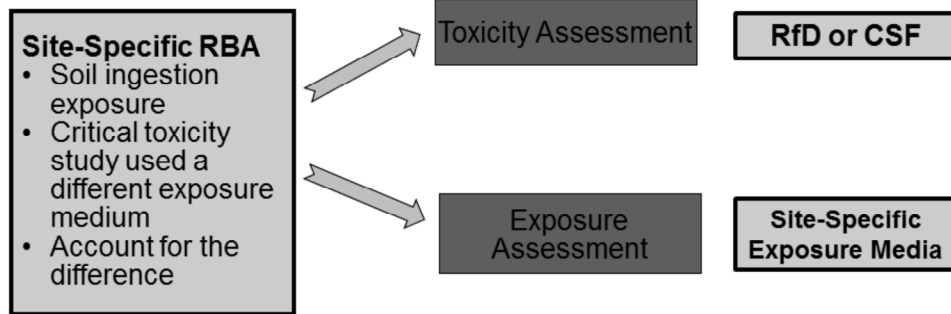 Site-Specific RBA
• Soil ingestion
exposure
• Critical toxicity
study used a
different exposure
medium
• Account for the
difference
Toxicity Assessment
RfD or CSF
Exposure
Assessment
Site-Specific
Exposure Media